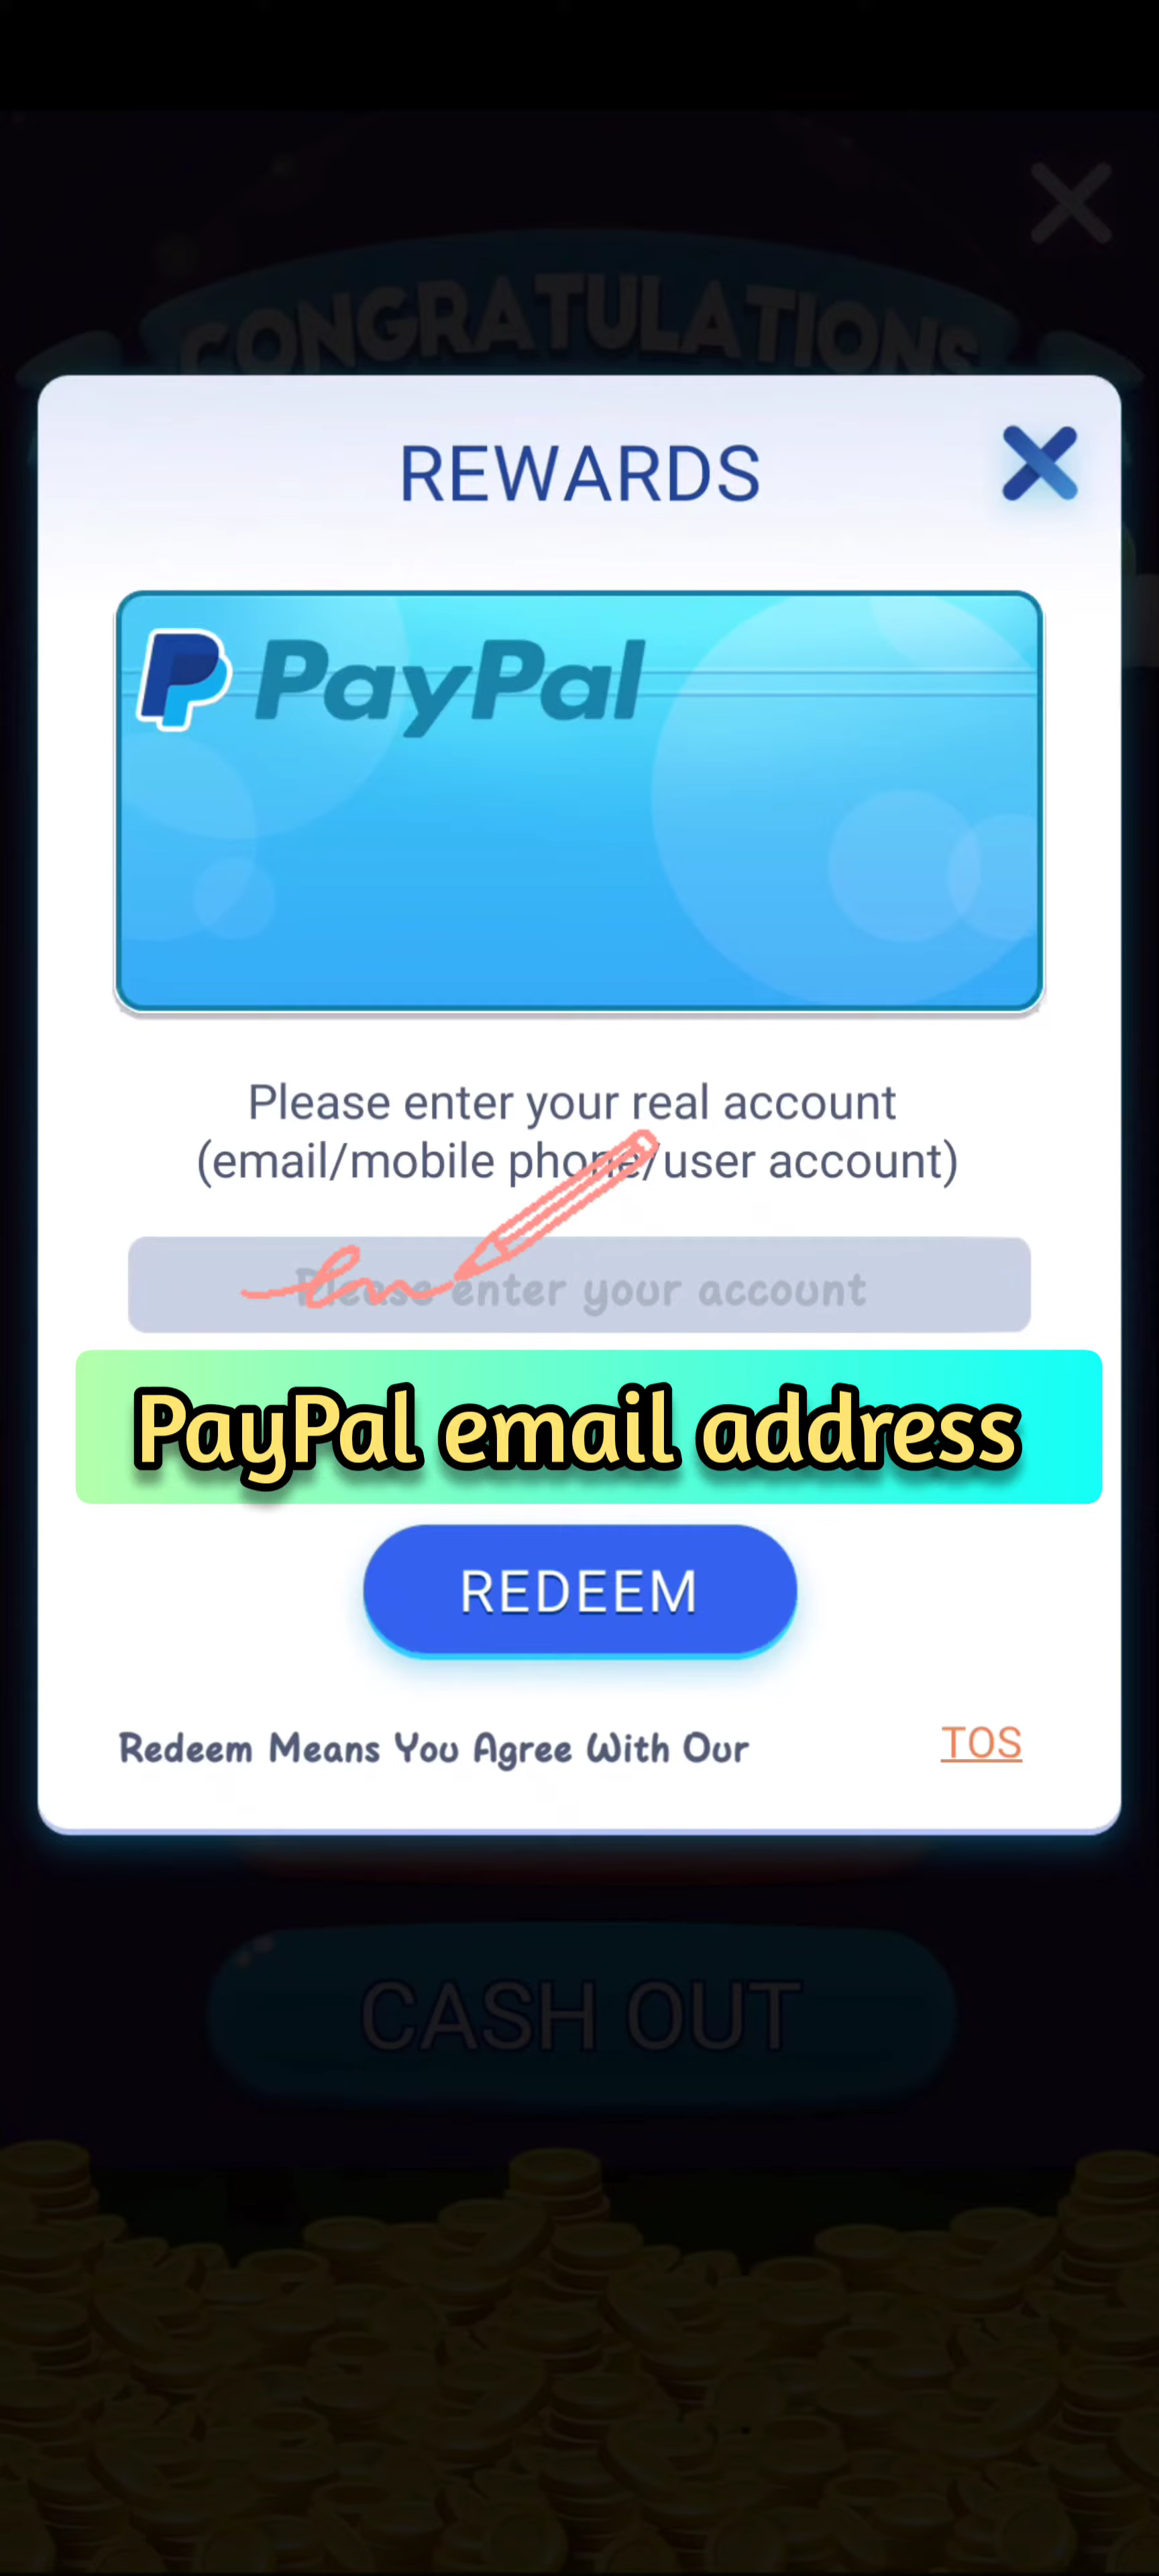 CONGRATULATIONS
REWARDS
PayPal
Please enter your real account
(email/mobile phone/user account)
Please enter your account
PayPal email address
REDEEM
Redeem Means You Agree With Our TOS
CASH OUT